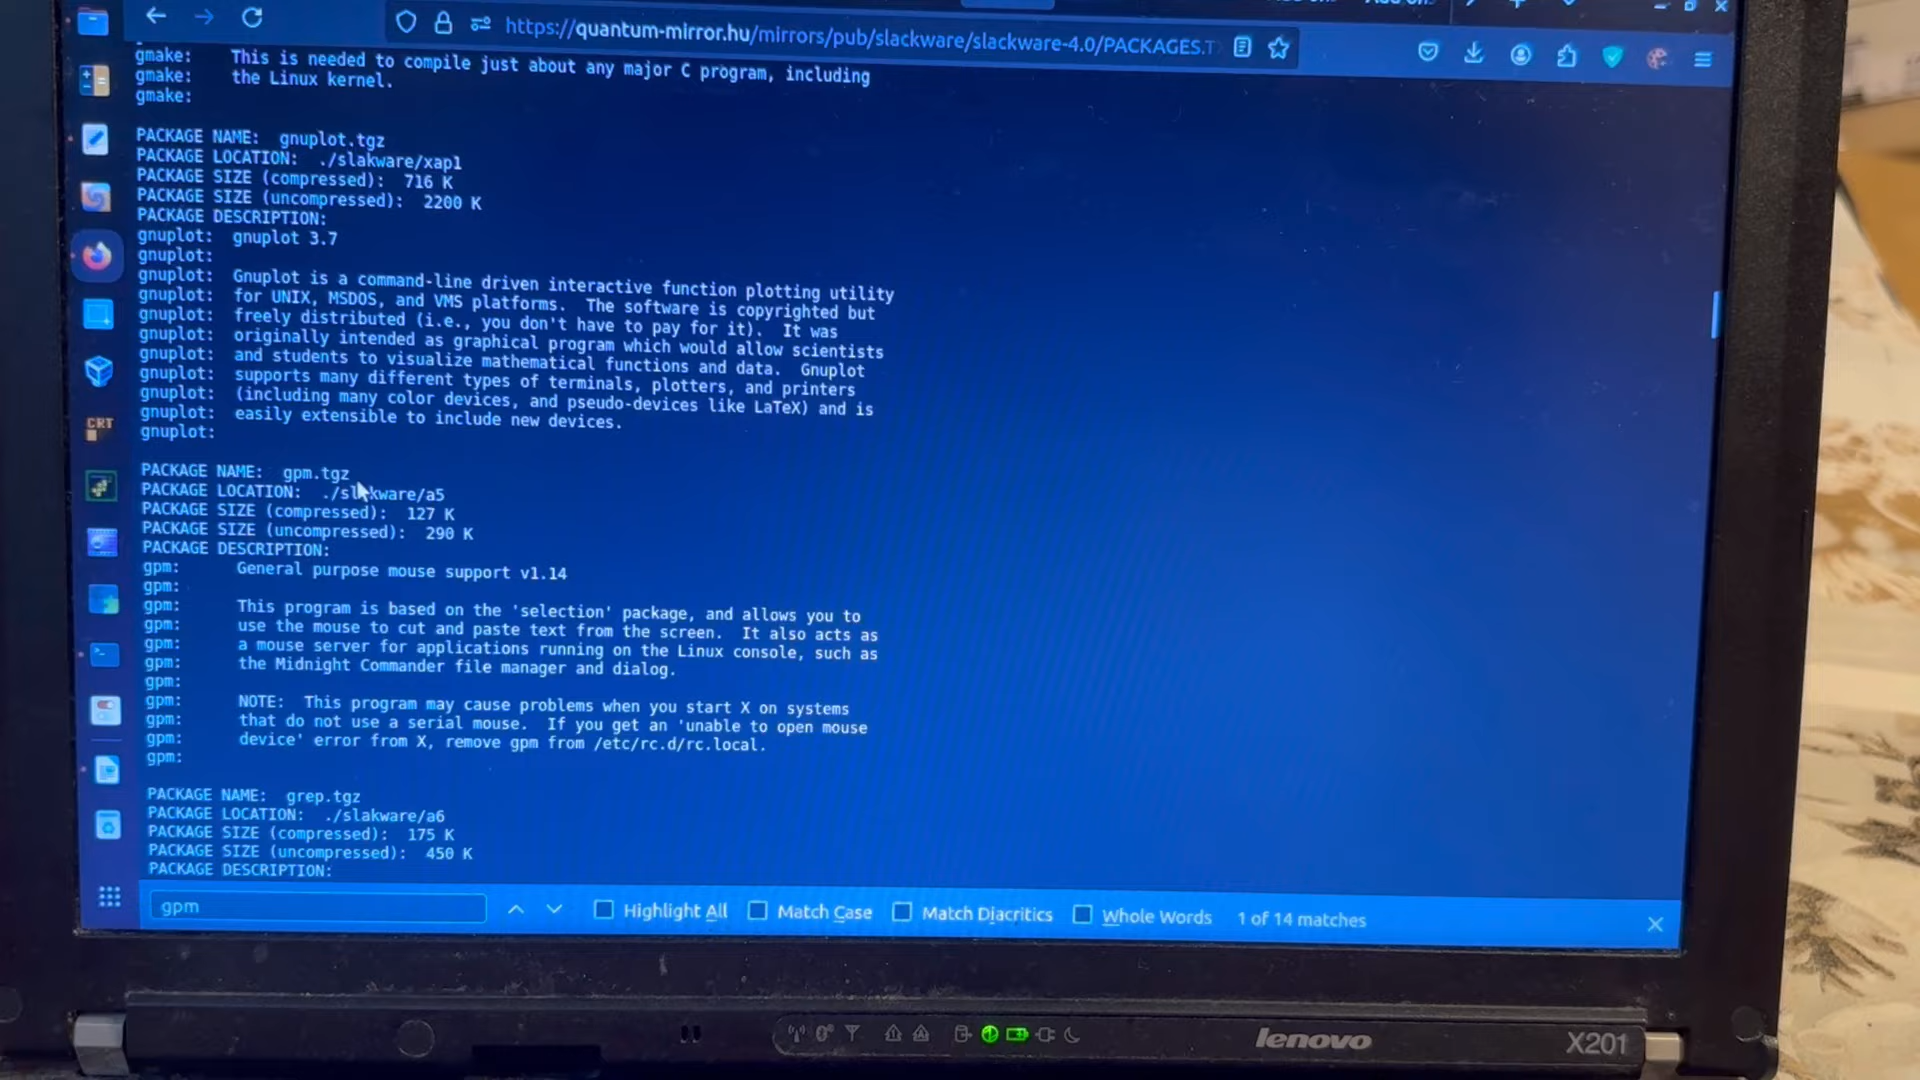 https://quantum-mirror.hu/mirrors/pub/slackware/slackware-4.0/PACKAGES.T
gmake: This is needed to compile just about any major C program, including
gmake: the Linux kernel.
gmake:
PACKAGE NAME: gnuplot.tgz
PACKAGE LOCATION: ./slakware/xap1
PACKAGE SIZE (compressed): 716 K
PACKAGE SIZE (uncompressed): 2200 K
PACKAGE DESCRIPTION:
gnuplot: gnuplot 3.7
gnuplot:
gnuplot: Gnuplot is a command-line driven interactive function plotting utility
gnuplot: for UNIX, MSDOS, and VMS platforms. The software is copyrighted but
gnuplot: freely distributed (i.e., you don't have to pay for it). It was
gnuplot: originally intended as graphical program which would allow scientists
gnuplot: and students to visualize mathematical functions and data. Gnuplot
gnuplot: supports many different types of terminals, plotters, and printers
gnuplot: (including many color devices, and pseudo-devices like LaTeX) and is
gnuplot: easily extensible to include new devices.
gnuplot:
PACKAGE NAME: gpm.tgz
PACKAGE LOCATION: ./slakware/a5
PACKAGE SIZE (compressed): 127 K
PACKAGE SIZE (uncompressed): 290 K
PACKAGE DESCRIPTION:
gpm: General purpose mouse support v1.14
gpm:
gpm: This program is based on the 'selection' package, and allows you to
gpm: use the mouse to cut and paste text from the screen. It also acts as
gpm: a mouse server for applications running on the Linux console, such as
gpm: the Midnight Commander file manager and dialog.
gpm:
gpm: NOTE: This program may cause problems when you start X on systems
gpm: that do not use a serial mouse. If you get an 'unable to open mouse
gpm: device' error from X, remove gpm from /etc/rc.d/rc.local.
gpm:
PACKAGE NAME: grep.tgz
PACKAGE LOCATION: ./slakware/a6
PACKAGE SIZE (compressed): 175 K
PACKAGE SIZE (uncompressed): 450 K
PACKAGE DESCRIPTION:
CRT
gpm Highlight All Match Case Match Diacritics Whole Words 1 of 14 matches
lenovo X201